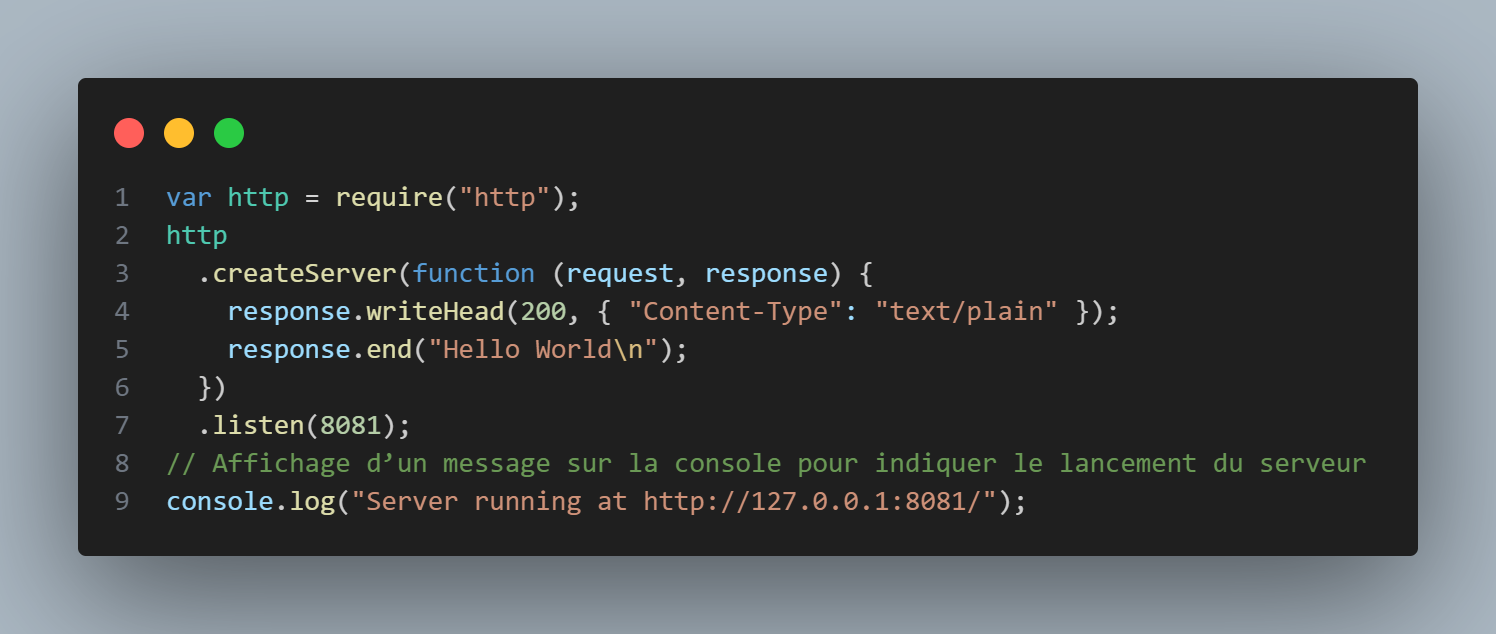 1 var http = require("http");
2 http
3   .createServer(function (request, response) {
4     response.writeHead(200, { "Content-Type": "text/plain" });
5     response.end("Hello World\n");
6   })
7   .listen(8081);
8 // Affichage d’un message sur la console pour indiquer le lancement du serveur
9 console.log("Server running at http://127.0.0.1:8081/");